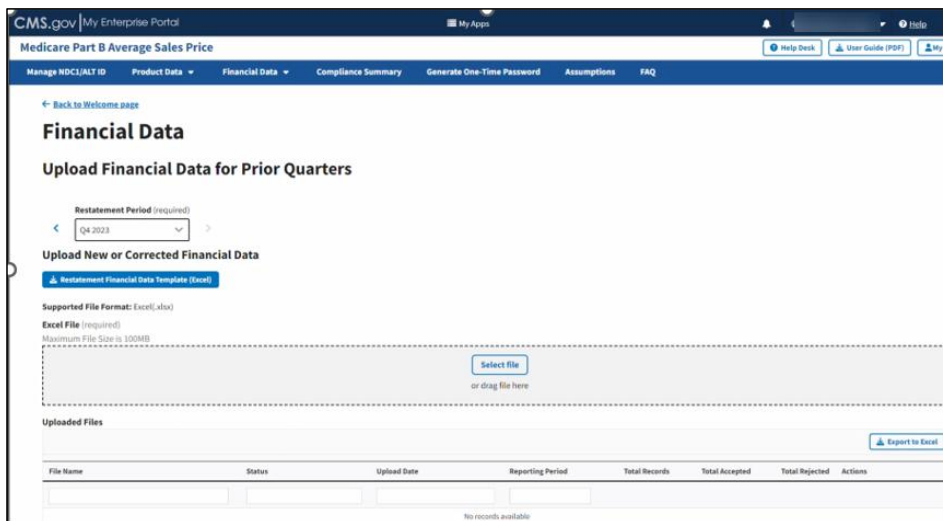 CMS.gov My Enterprise Portal My Apps Help
Medicare Part B Average Sales Price Help Desk User Guide (PDF) My
Manage NDC1/ALT ID Product Data Financial Data Compliance Summary Generate One-Time Password Assumptions FAQ
← Back to Welcome page
Financial Data
Upload Financial Data for Prior Quarters
Restatement Period (required)
Q4 2023
Upload New or Corrected Financial Data
Restatement Financial Data Template (Excel)
Supported File Format: Excel(.xlsx)
Excel File (required)
Maximum File Size is 100MB
Select file
or drag file here
Uploaded Files
Export to Excel
File Name Status Upload Date Reporting Period Total Records Total Accepted Total Rejected Actions
No records available